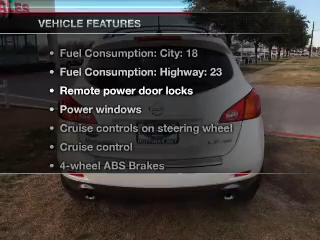 VEHICLE FEATURES
Fuel Consumption: City: 18
Fuel Consumption: Highway: 23
Remote power door locks
Power windows
Cruise controls on steering wheel
Cruise control
4-wheel ABS Brakes